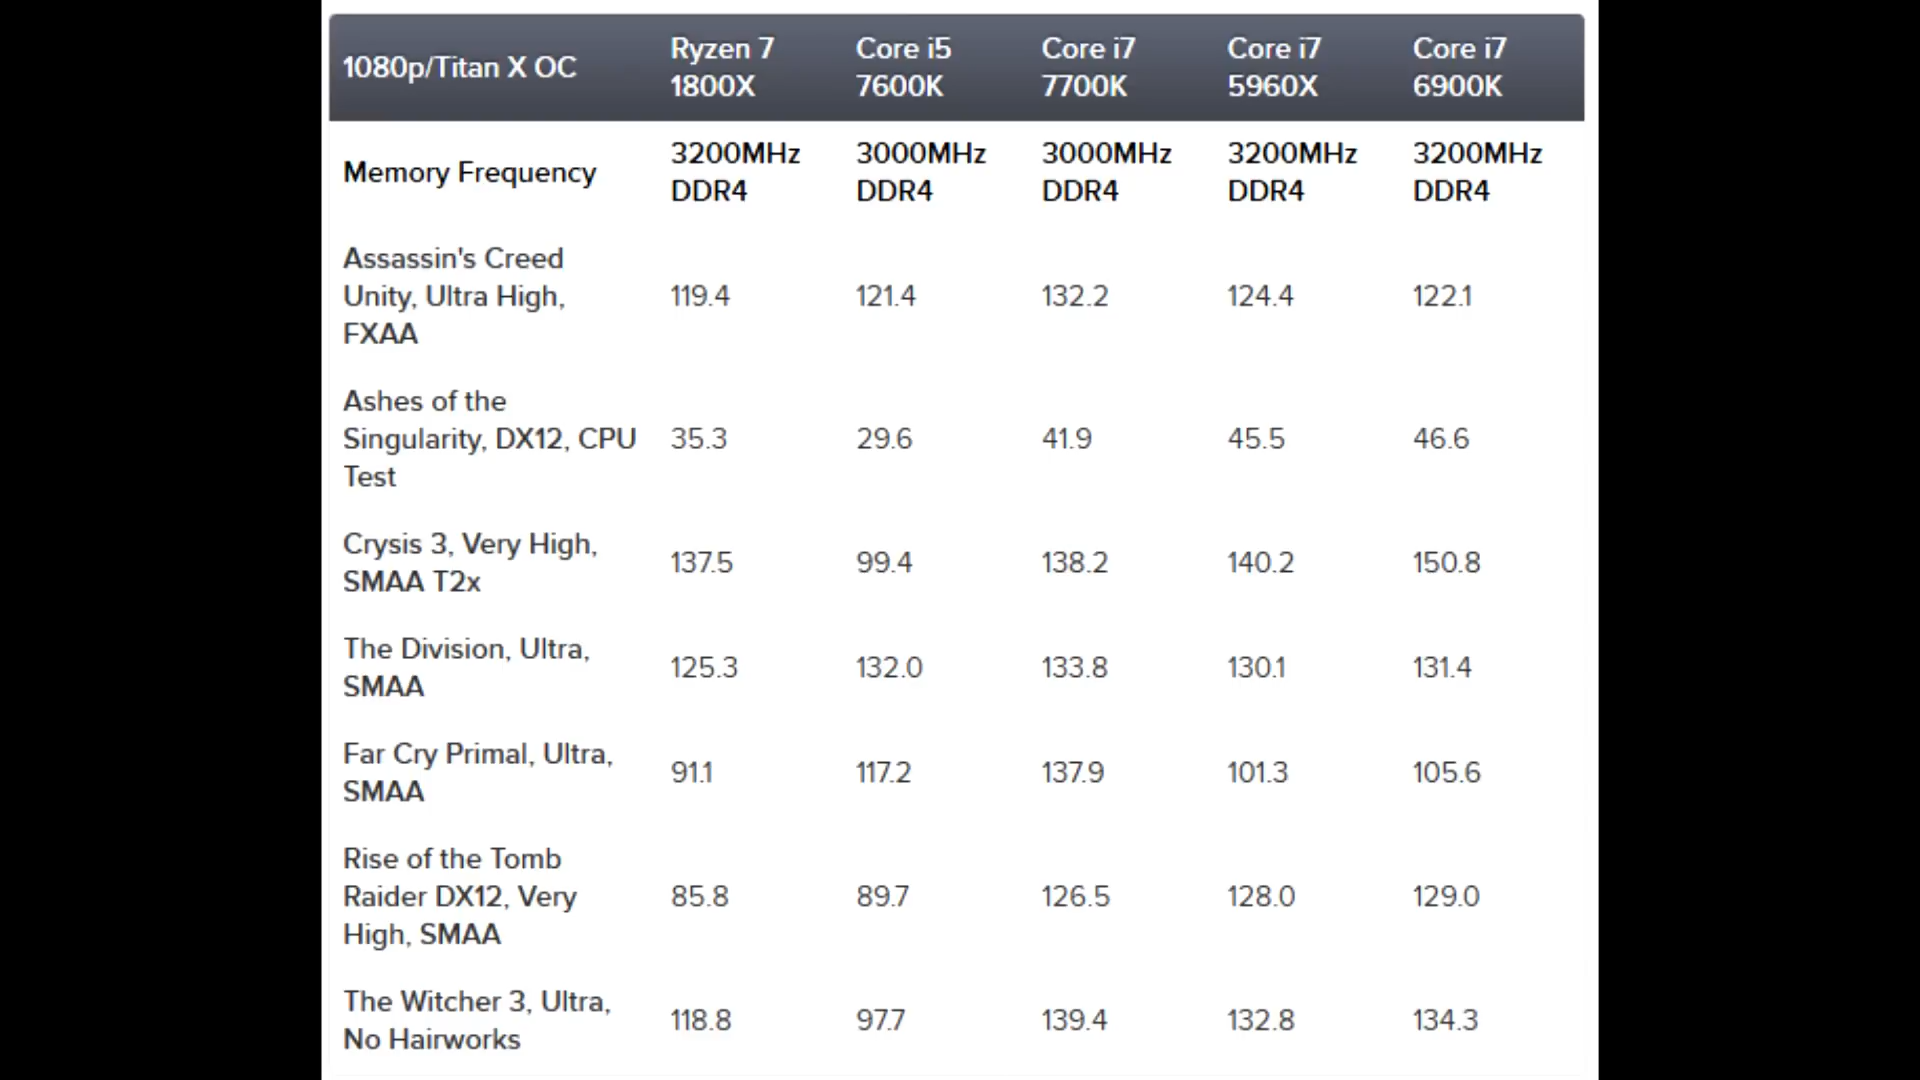 1080p/Titan X OC
Ryzen 7 1800X
Core i5 7600K
Core i7 7700K
Core i7 5960X
Core i7 6900K
Memory Frequency
3200MHz DDR4
3000MHz DDR4
3000MHz DDR4
3200MHz DDR4
3200MHz DDR4
Assassin's Creed
Unity, Ultra High,
FXAA
119.4
121.4
132.2
124.4
122.1
Ashes of the
Singularity, DX12, CPU
Test
35.3
29.6
41.9
45.5
46.6
Crysis 3, Very High,
SMAA T2x
137.5
99.4
138.2
140.2
150.8
The Division, Ultra,
SMAA
125.3
132.0
133.8
130.1
131.4
Far Cry Primal, Ultra,
SMAA
91.1
117.2
137.9
101.3
105.6
Rise of the Tomb
Raider DX12, Very
High, SMAA
85.8
89.7
126.5
128.0
129.0
The Witcher 3, Ultra,
No Hairworks
118.8
97.7
139.4
132.8
134.3